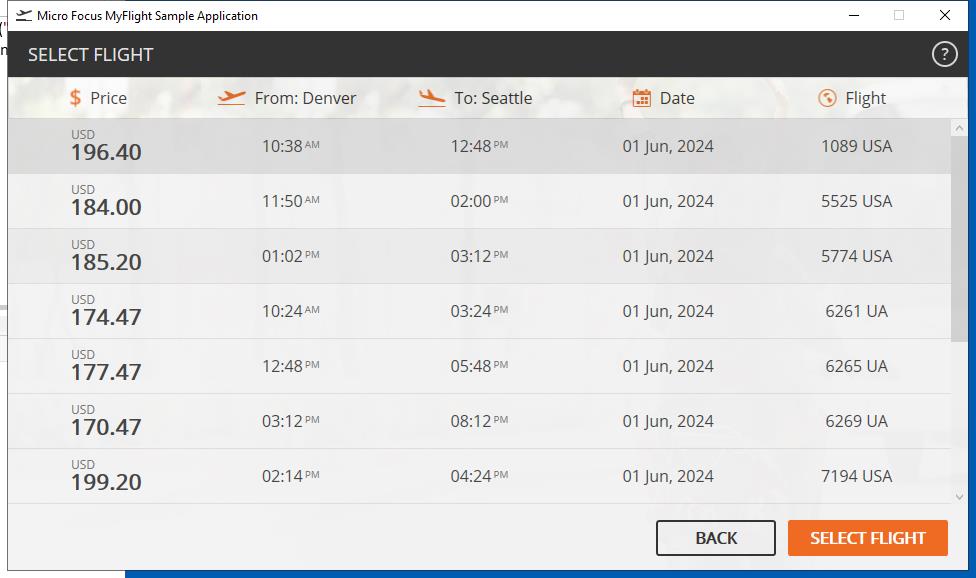 Micro Focus MyFlight Sample Application
SELECT FLIGHT ?
$ Price From: Denver To: Seattle Date Flight
USD
196.40 10:38 AM 12:48 PM 01 Jun, 2024 1089 USA
USD
184.00 11:50 AM 02:00 PM 01 Jun, 2024 5525 USA
USD
185.20 01:02 PM 03:12 PM 01 Jun, 2024 5774 USA
USD
174.47 10:24 AM 03:24 PM 01 Jun, 2024 6261 UA
USD
177.47 12:48 PM 05:48 PM 01 Jun, 2024 6265 UA
USD
170.47 03:12 PM 08:12 PM 01 Jun, 2024 6269 UA
USD
199.20 02:14 PM 04:24 PM 01 Jun, 2024 7194 USA
BACK SELECT FLIGHT